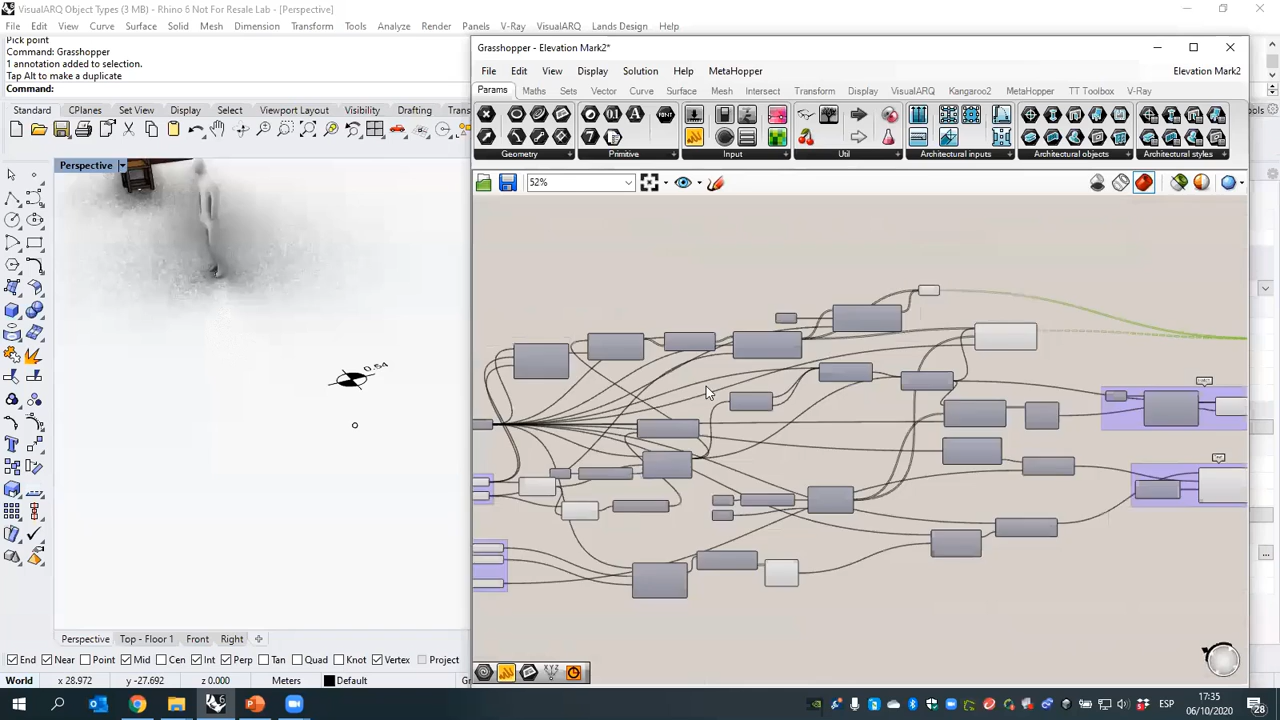 VisualARQ Object Types (3 MB) - Rhino 6 Not For Resale Lab - [Perspective]
File Edit View Curve Surface Solid Mesh Dimension Transform Tools Analyze Render Panels V-Ray VisualARQ Lands Design
Pick point
Command: Grasshopper
1 annotation added to selection.
Tap Alt to make a duplicate
Command:
Standard CPlanes Set View Display Select Viewport Layout Visibility
Perspective
0.54
Perspective Top - Floor 1 Front Right
End Near Point Mid Cen Int Perp Tan Quad Knot Vertex Project
World x 28.972 y -27.692 z 0.000 Meters Default
Grasshopper - Elevation Mark2*
File Edit View Display Solution Help MetaHopper Elevation Mark2
Params Maths Sets Vector Curve Surface Mesh Intersect Transform Display VisualARQ Kangaroo2 MetaHopper TT Toolbox V-Ray
Geometry Primitive Input Util Architectural inputs Architectural objects Architectural styles
52%
ESP
17:35
06/10/2020
28